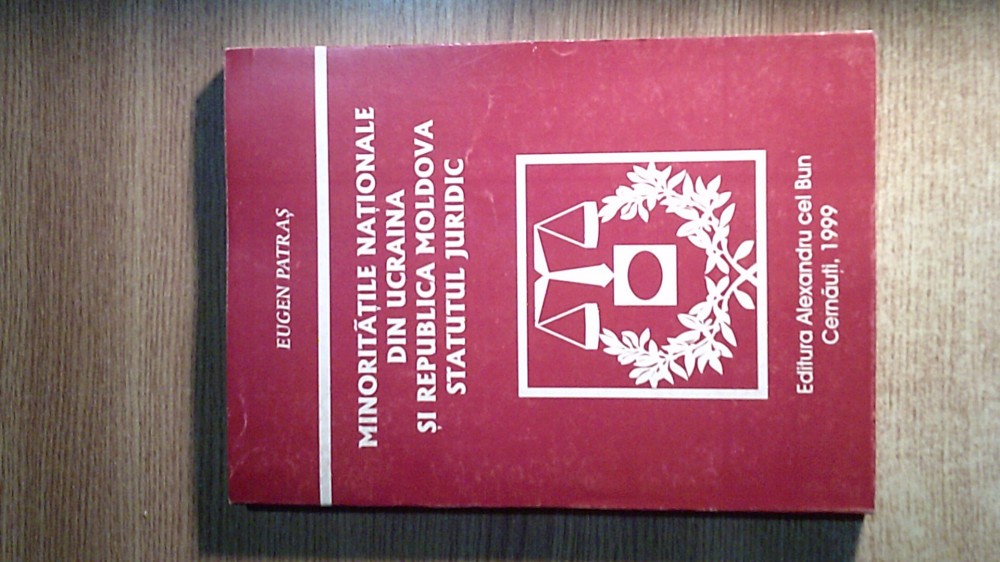 EUGEN PATRAȘ
MINORITĂȚILE NAȚIONALE
DIN UCRAINA
ȘI REPUBLICA MOLDOVA
STATUTUL JURIDIC
Editura Alexandru cel Bun
Cernăuți, 1999